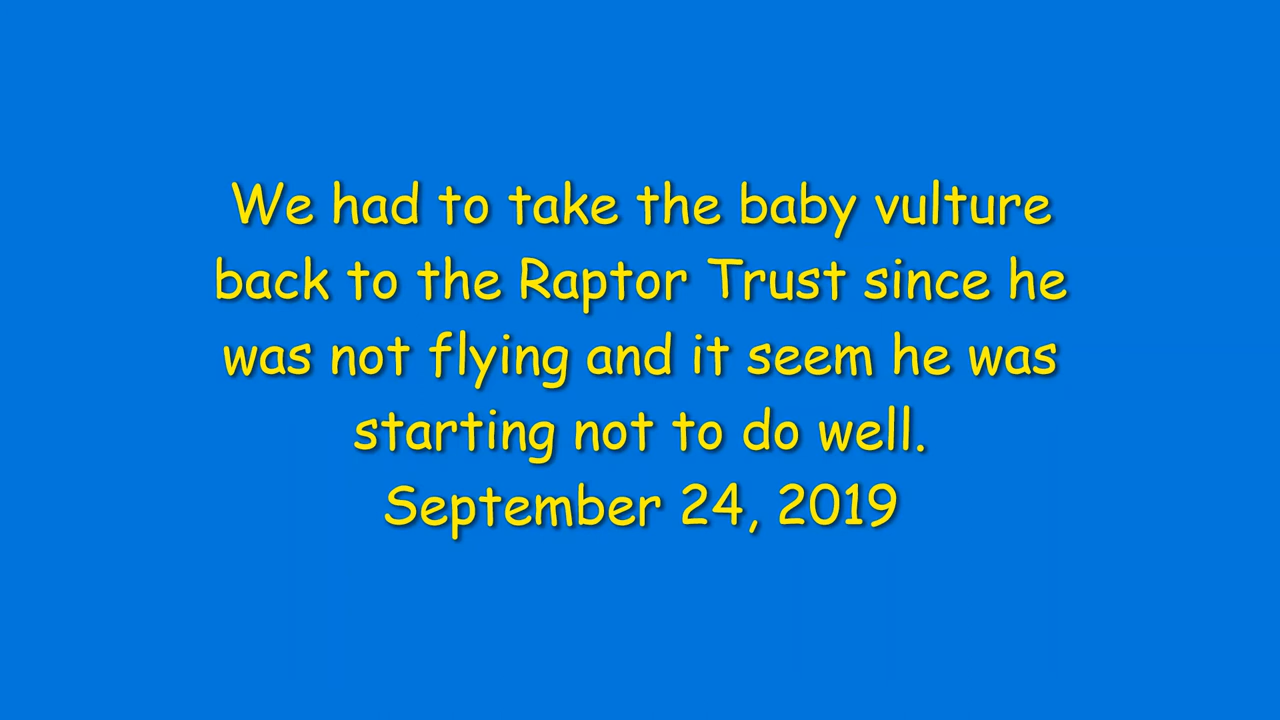 We had to take the baby vulture
back to the Raptor Trust since he
was not flying and it seem he was
starting not to do well.
September 24, 2019